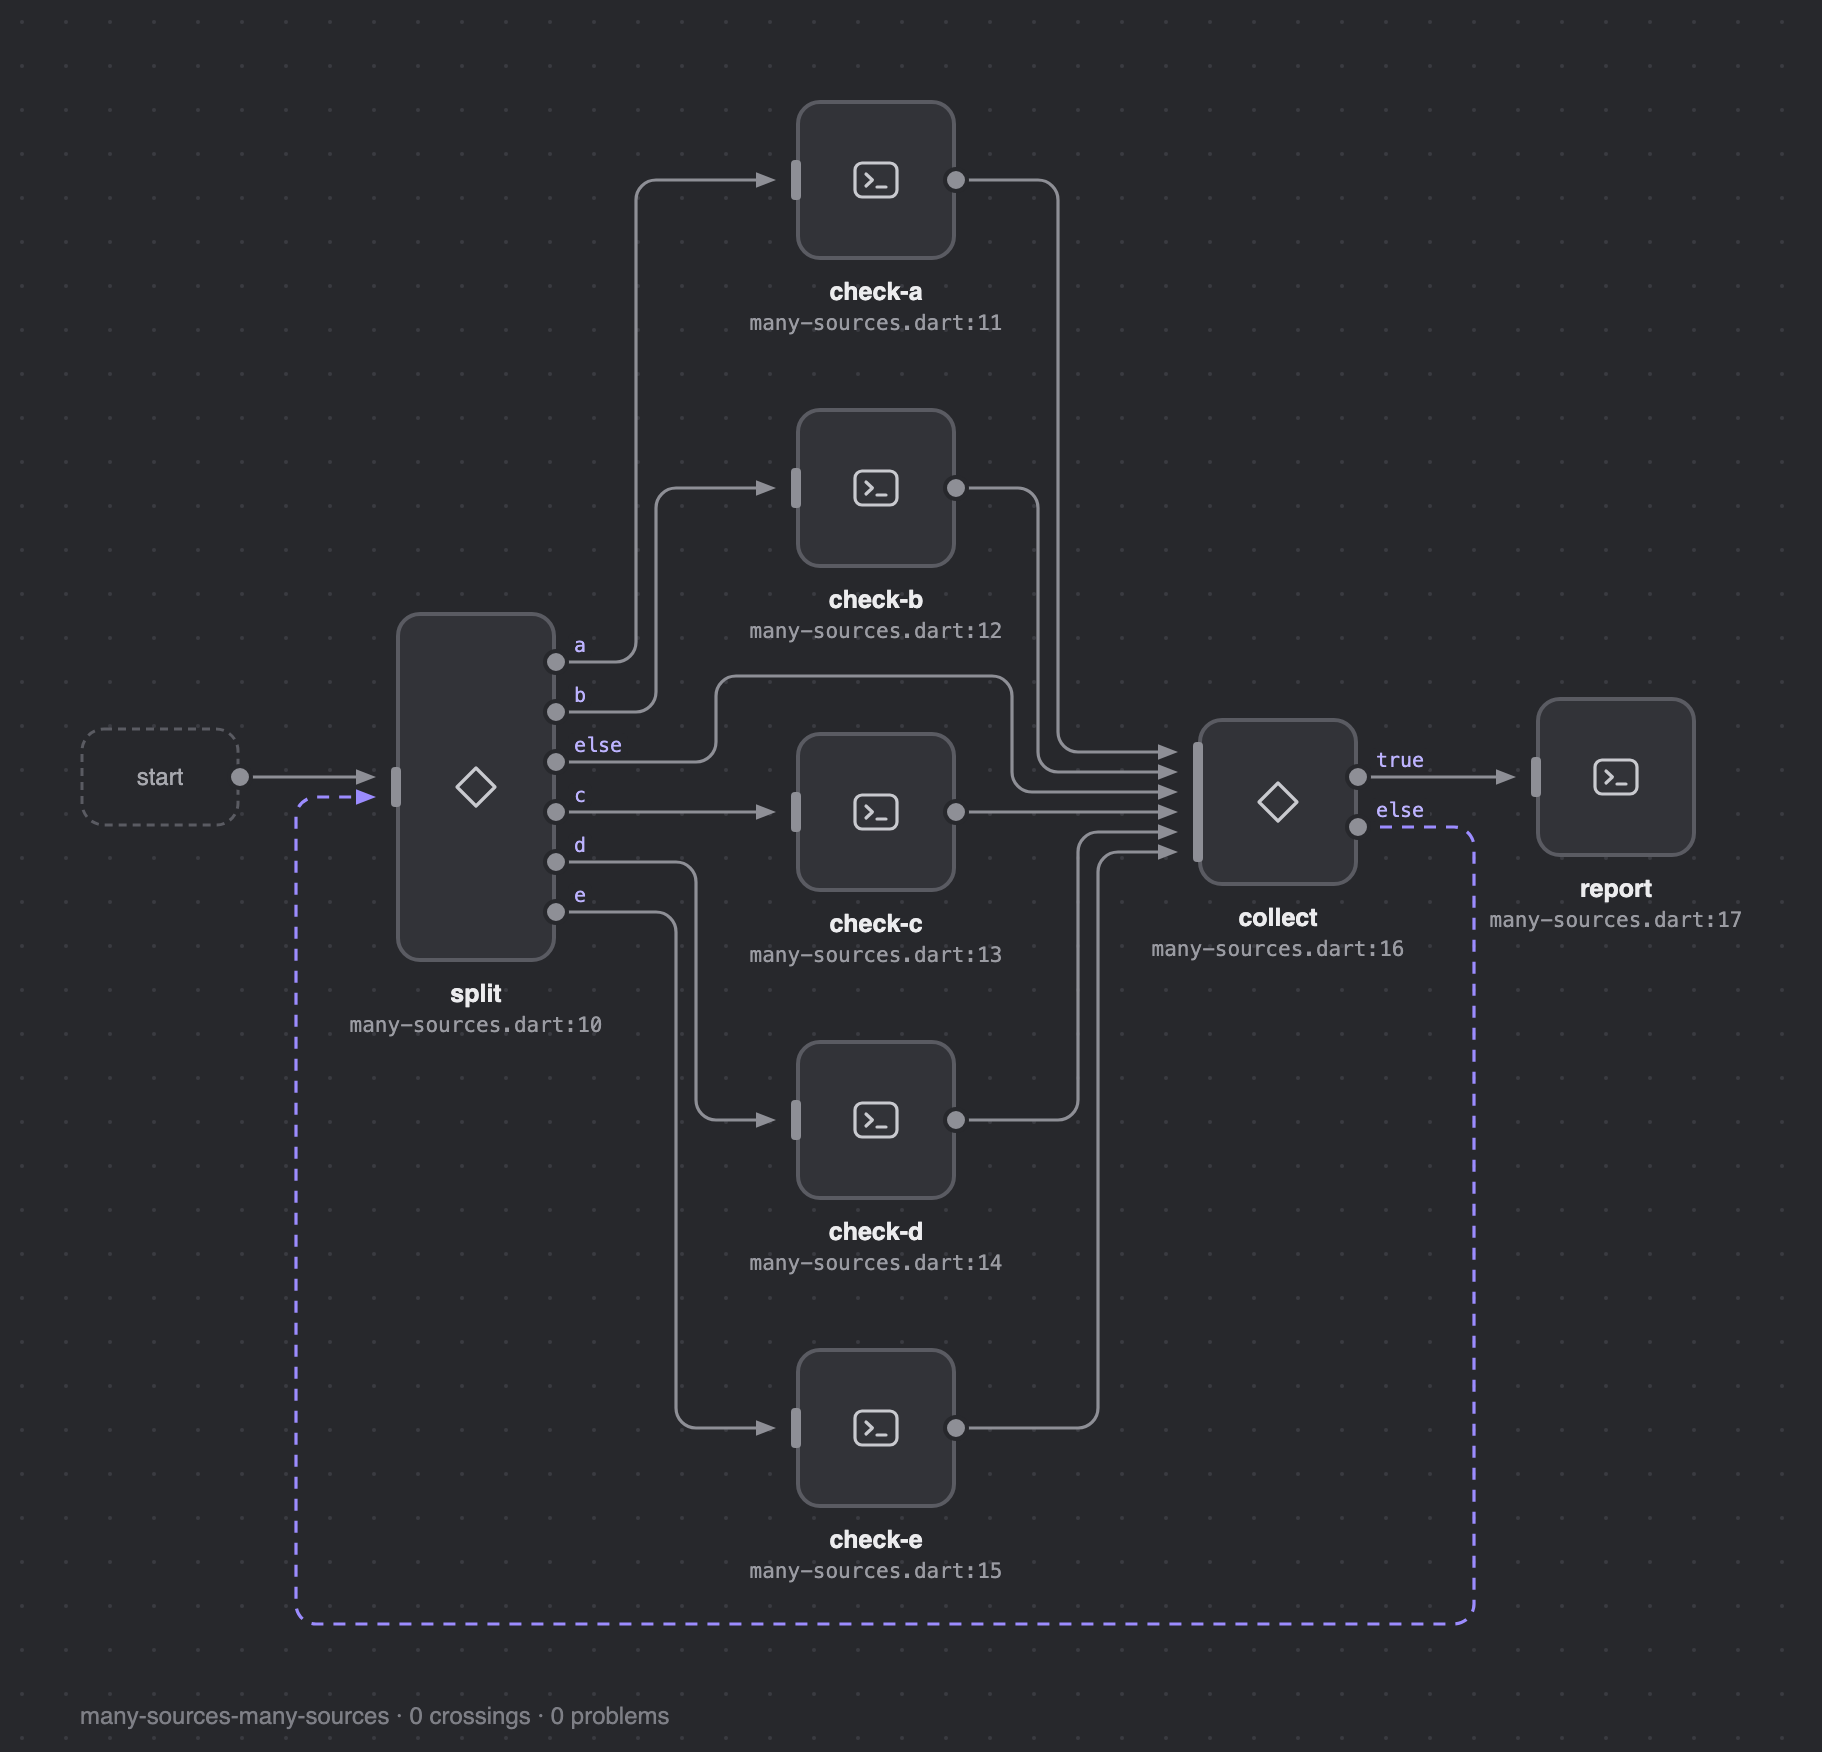 check-a
many-sources.dart:11
check-b
many-sources.dart:12
a
b
else
c
d
e
start
split
many-sources.dart:10
check-c
many-sources.dart:13
true
else
collect
many-sources.dart:16
report
many-sources.dart:17
check-d
many-sources.dart:14
check-e
many-sources.dart:15
many-sources-many-sources · 0 crossings · 0 problems